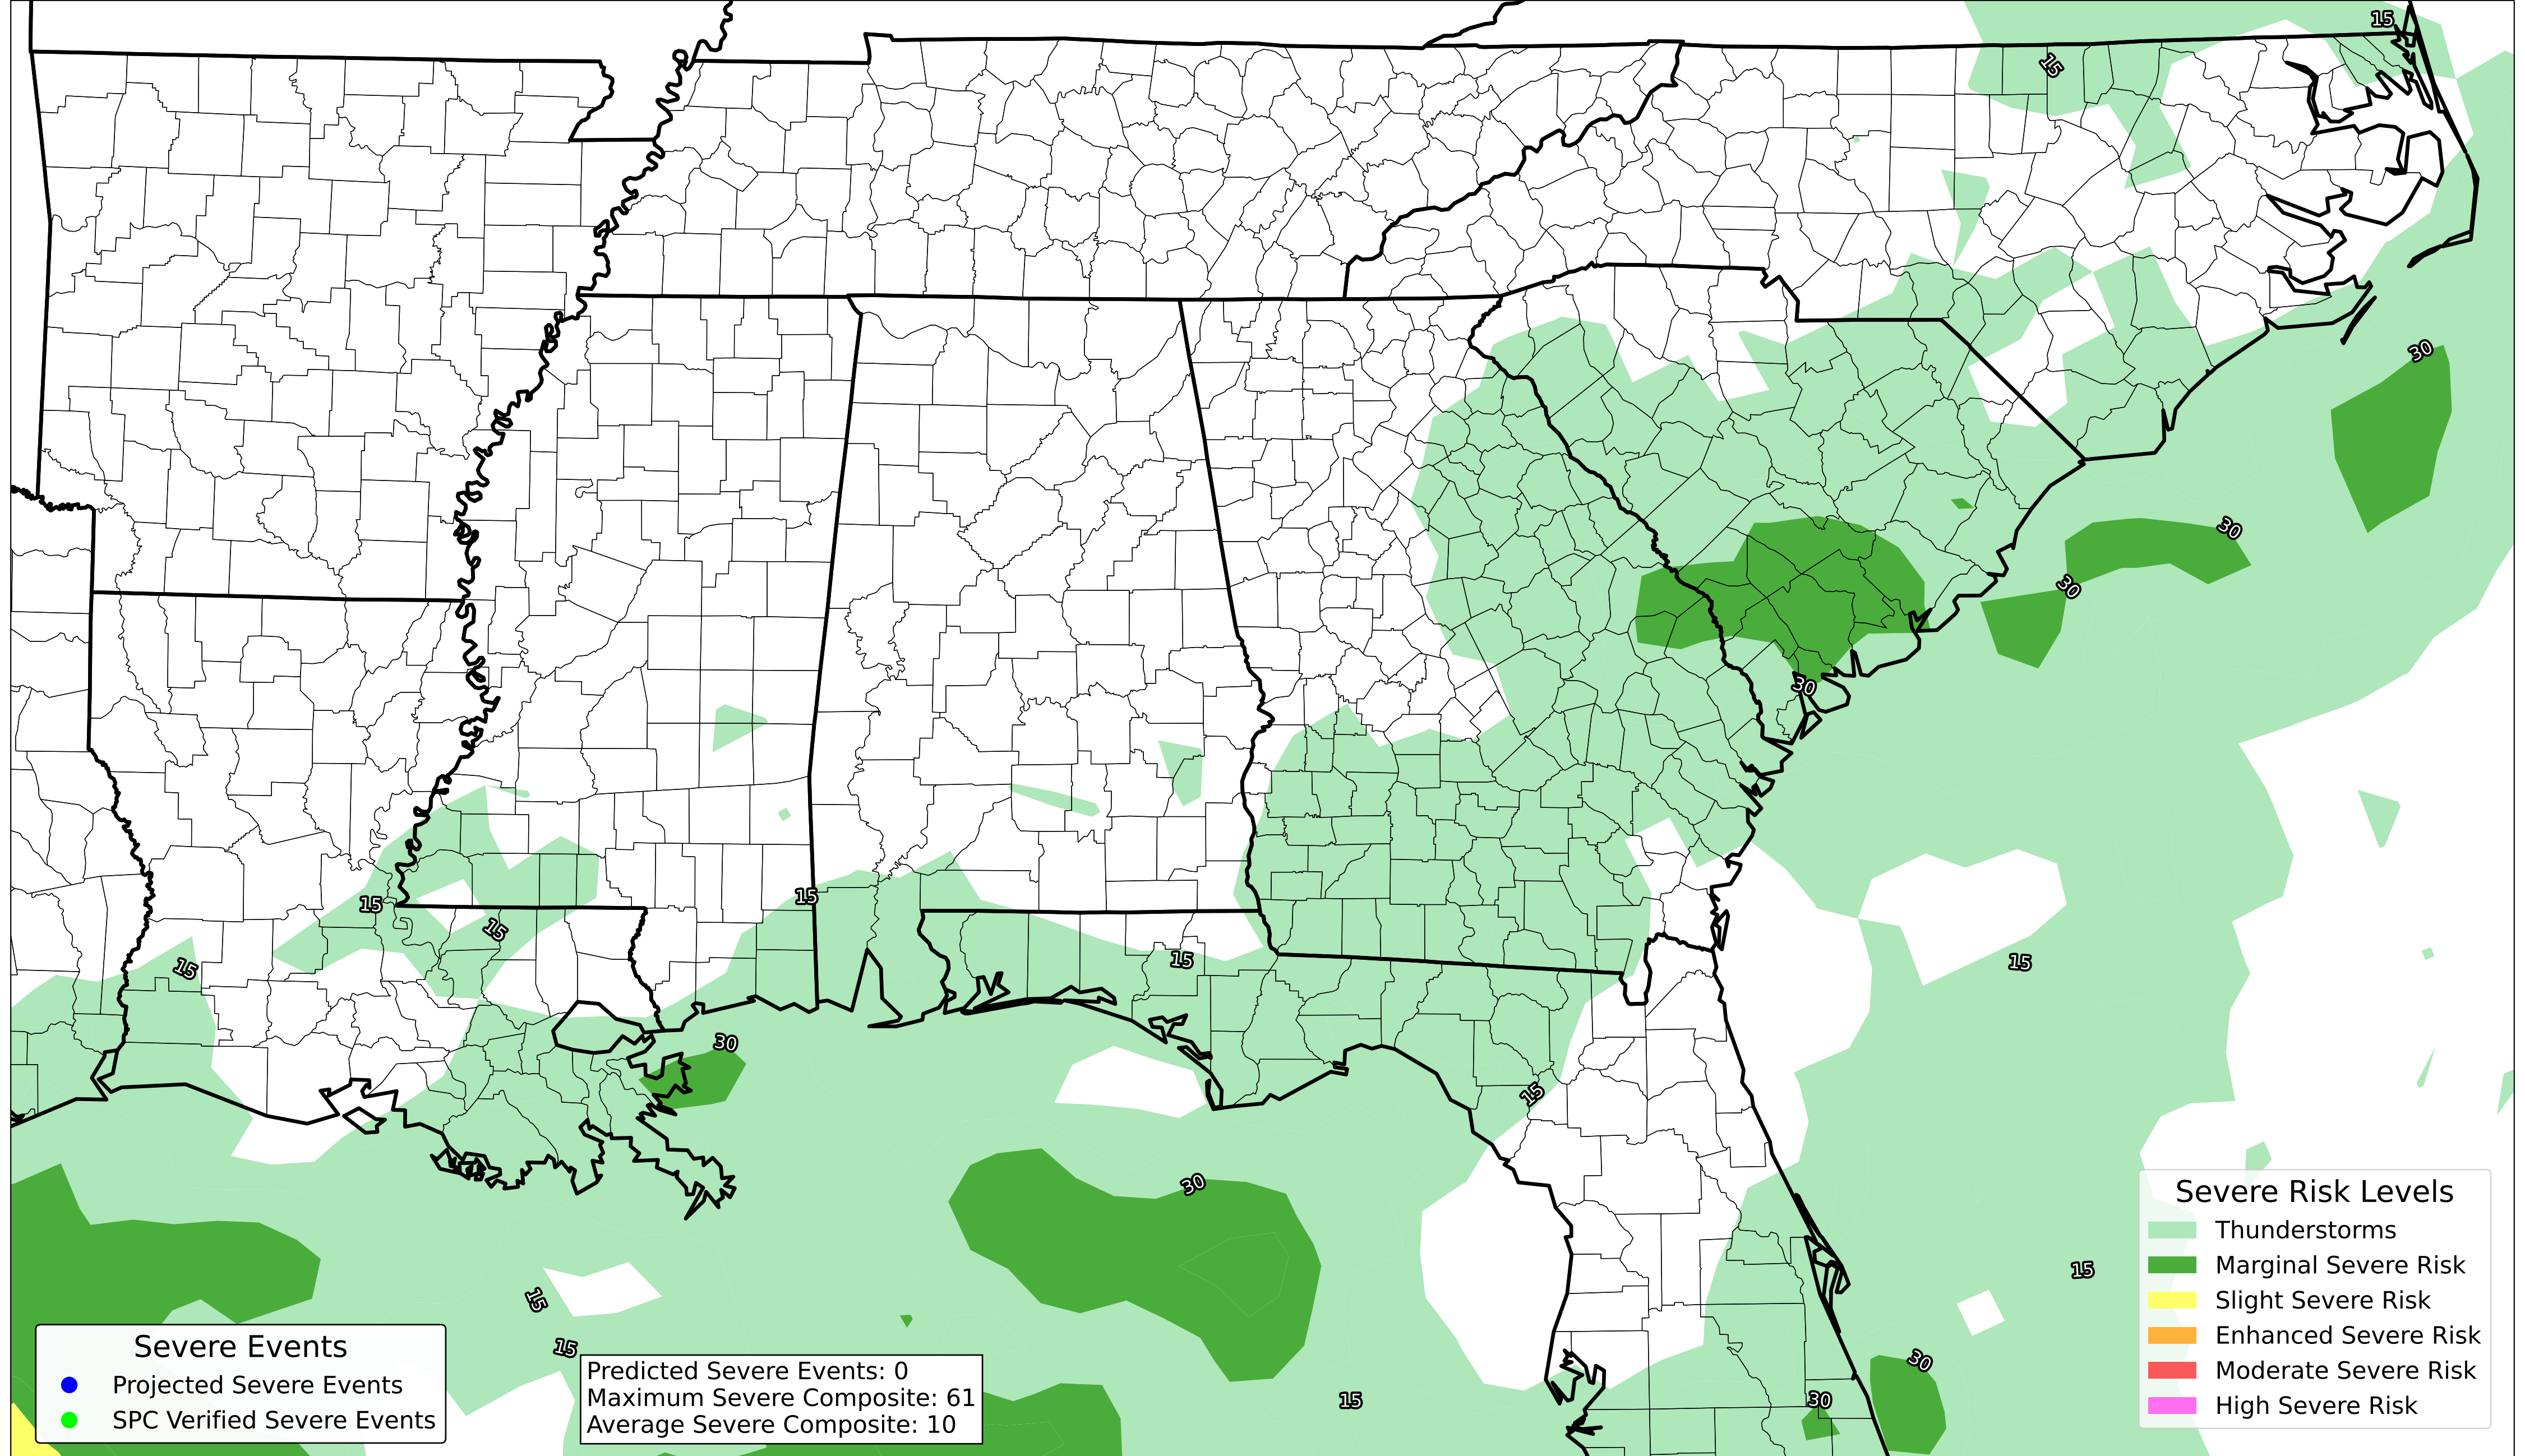 15
15
30
30
30
30
15
15
15
15
15
15
30
15
30
15
15
15
30
15
30
Severe Events
Projected Severe Events
SPC Verified Severe Events
Predicted Severe Events: 0
Maximum Severe Composite: 61
Average Severe Composite: 10
Severe Risk Levels
Thunderstorms
Marginal Severe Risk
Slight Severe Risk
Enhanced Severe Risk
Moderate Severe Risk
High Severe Risk